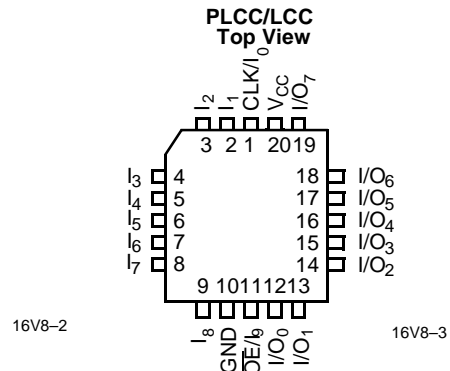 PLCC/LCC
Top View
I2 I1 CLK/I0 VCC I/O7
3 2 1 20 19
I3 4 18 I/O6
I4 5 17 I/O5
I5 6 16 I/O4
I6 7 15 I/O3
I7 8 14 I/O2
9 10 11 12 13
I8 GND OE/I9 I/O0 I/O1
16V8–2 16V8–3